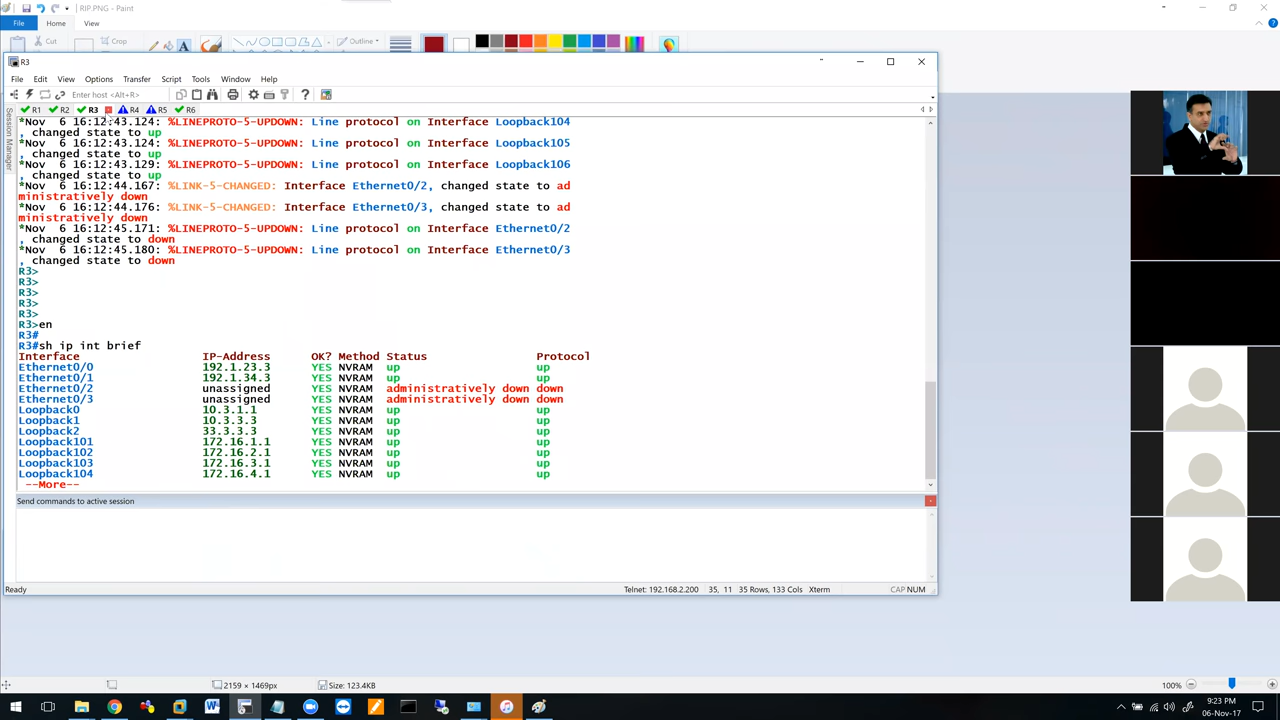 RIP.PNG - Paint
File
Home
View
Cut
Crop
Outline
R3
File
Edit
View
Options
Transfer
Script
Tools
Window
Help
Enter host <Alt+R>
R1
R2
R3
R4
R5
R6
Session Manager
*Nov  6 16:12:43.124: %LINEPROTO-5-UPDOWN: Line protocol on Interface Loopback104
, changed state to up
*Nov  6 16:12:43.124: %LINEPROTO-5-UPDOWN: Line protocol on Interface Loopback105
, changed state to up
*Nov  6 16:12:43.129: %LINEPROTO-5-UPDOWN: Line protocol on Interface Loopback106
, changed state to up
*Nov  6 16:12:44.167: %LINK-5-CHANGED: Interface Ethernet0/2, changed state to ad
ministratively down
*Nov  6 16:12:44.176: %LINK-5-CHANGED: Interface Ethernet0/3, changed state to ad
ministratively down
*Nov  6 16:12:45.171: %LINEPROTO-5-UPDOWN: Line protocol on Interface Ethernet0/2
, changed state to down
*Nov  6 16:12:45.180: %LINEPROTO-5-UPDOWN: Line protocol on Interface Ethernet0/3
, changed state to down
R3>
R3>
R3>
R3>
R3>
R3>en
R3#
R3#sh ip int brief
Interface IP-Address OK? Method Status Protocol
Ethernet0/0 192.1.23.3 YES NVRAM up up
Ethernet0/1 192.1.34.3 YES NVRAM up up
Ethernet0/2 unassigned YES NVRAM administratively down down
Ethernet0/3 unassigned YES NVRAM administratively down down
Loopback0 10.3.1.1 YES NVRAM up up
Loopback1 10.3.3.3 YES NVRAM up up
Loopback2 33.3.3.3 YES NVRAM up up
Loopback101 172.16.1.1 YES NVRAM up up
Loopback102 172.16.2.1 YES NVRAM up up
Loopback103 172.16.3.1 YES NVRAM up up
Loopback104 172.16.4.1 YES NVRAM up up
--More--
Send commands to active session
Ready
Telnet: 192.168.2.200
35, 11
35 Rows, 133 Cols
Xterm
CAP NUM
2159 × 1469px
Size: 123.4KB
100%
9:23 PM
06-Nov-17